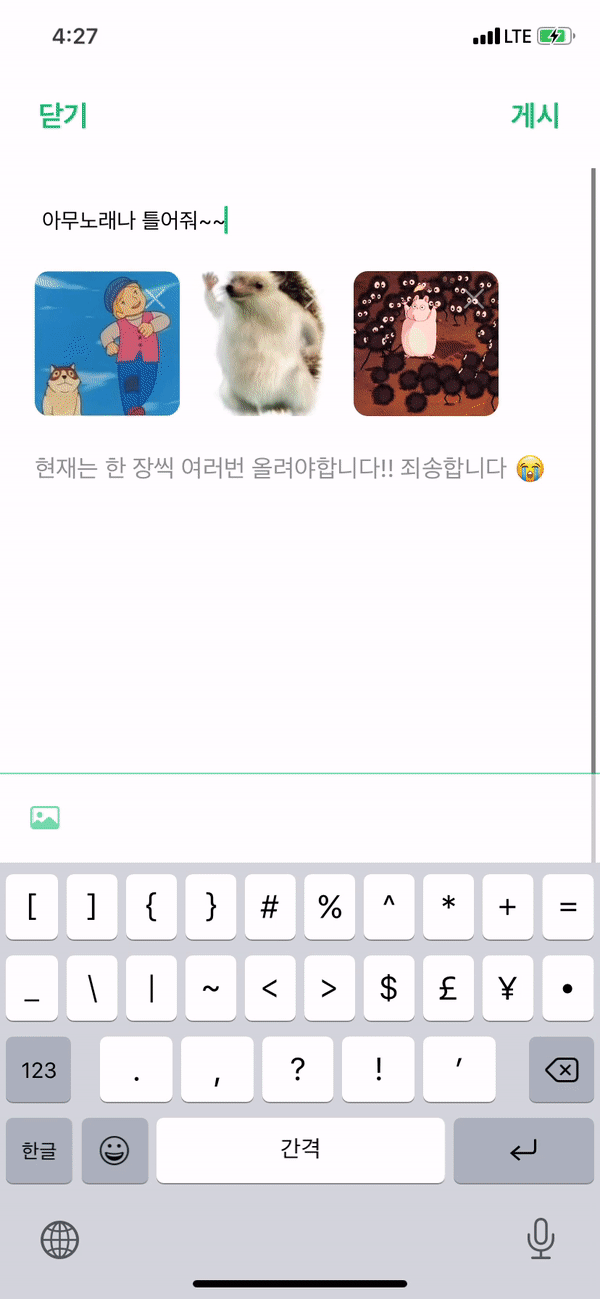 4:27 LTE
닫기 게시
아무노래나 틀어줘~~
현재는 한 장씩 여러번 올려야합니다!! 죄송합니다 😭
[ ] { } # % ^ * + =
_ \ | ~ < > $ £ ¥ •
123 . , ? ! ′
한글 간격